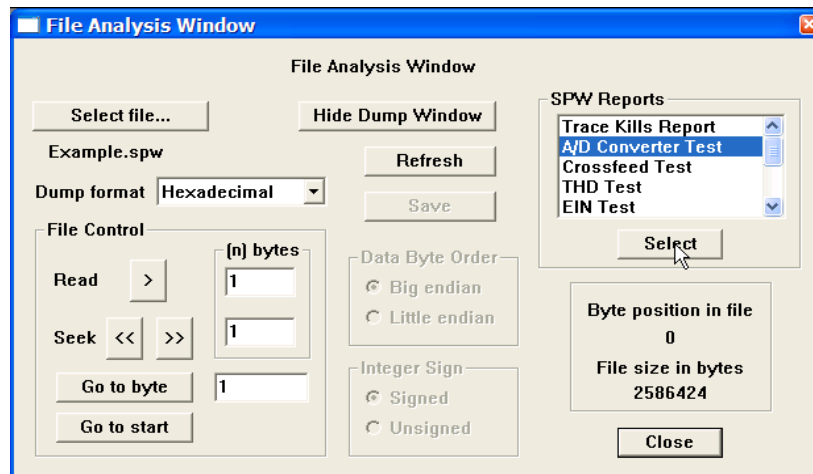 File Analysis Window
File Analysis Window
Select file...
Example.spw
Dump format Hexadecimal
Hide Dump Window
Refresh
Save
SPW Reports
Trace Kills Report
A/D Converter Test
Crossfeed Test
THD Test
EIN Test
Select
File Control
(n) bytes
Read > 1
Seek << >> 1
Go to byte 1
Go to start
Data Byte Order
Big endian
Little endian
Integer Sign
Signed
Unsigned
Byte position in file
0
File size in bytes
2586424
Close